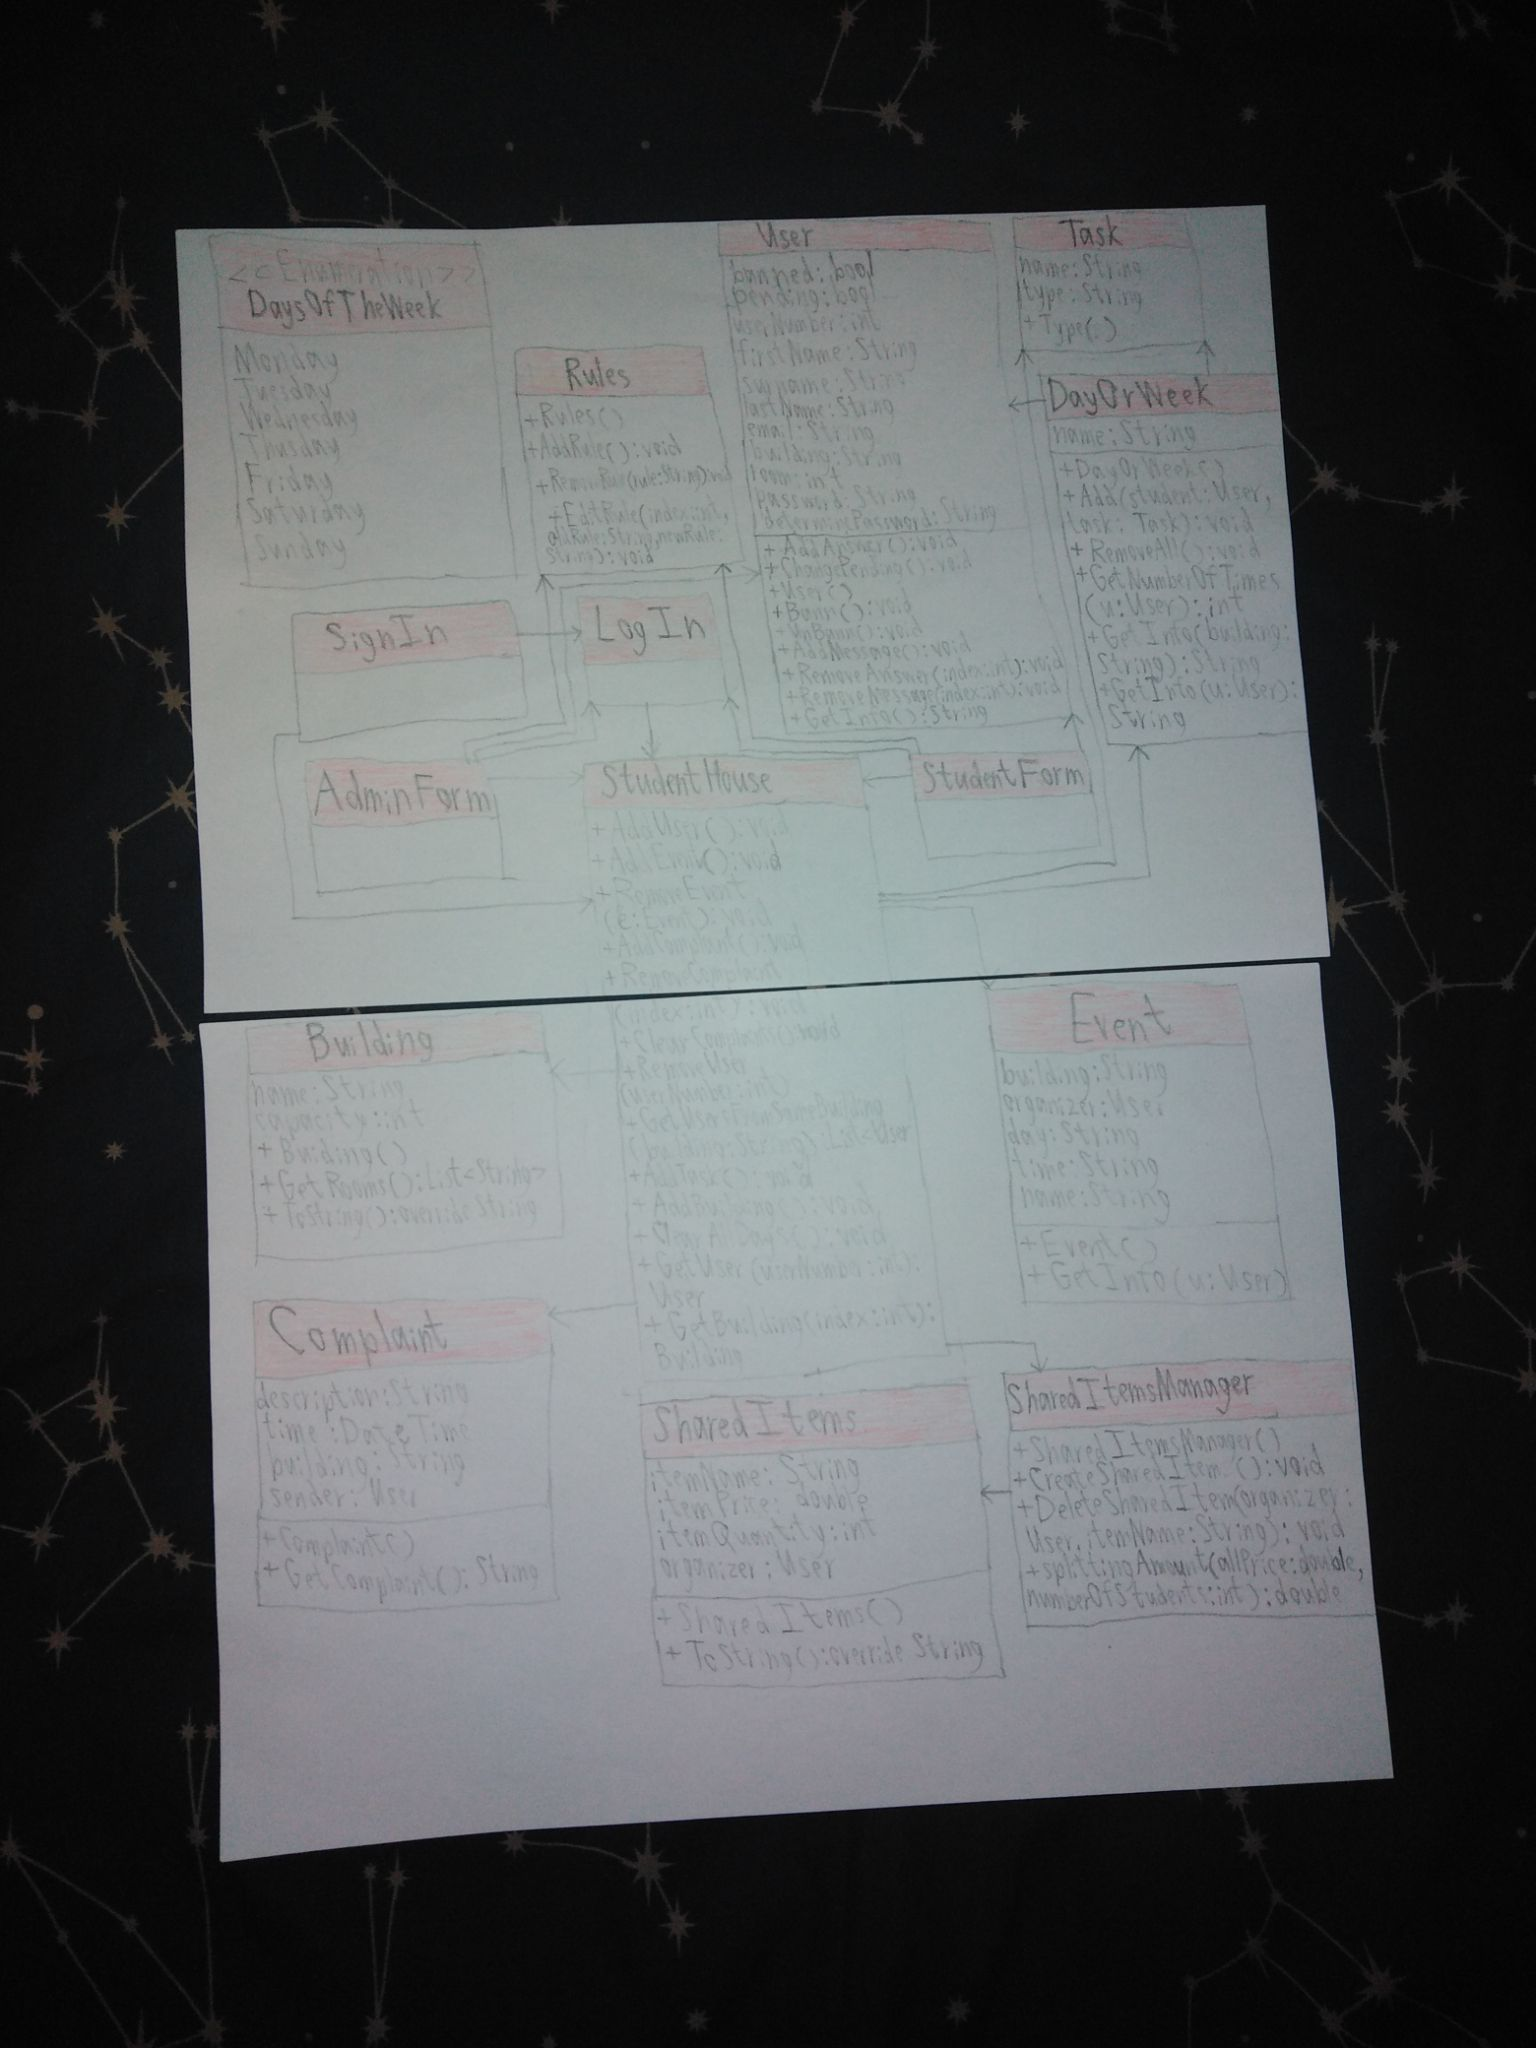 <<Enumeration>>
DaysOfTheWeek
Monday
Tuesday
Wednesday
Thursday
Friday
Saturday
Sunday
Rules
+Rules()
+AddRule():void
+RemoveRule(rule:String):void
+EditRule(index:int,
oldRule:String,newRule:
String):void
User
banned:bool
pending:bool
userNumber:int
firstName:String
surname:String
lastName:String
email:String
building:String
room:int
password:String
/determinePassword:String
+AddAnswer():void
+ChangePending():void
+User()
+Bann():void
+UnBann():void
+AddMessage():void
+RemoveAnswer(index:int):void
+RemoveMessage(index:int):void
+GetInfo():String
Task
name:String
type:String
+Type()
DayOrWeek
name:String
+DayOrWeek()
+Add(student:User,
task:Task):void
+RemoveAll():void
+GetNumberOfTimes
(u:User):int
+GetInfo(building:
String):String
+GetInfo(u:User):
String
SignIn
LogIn
AdminForm
StudentHouse
+AddUser():void
+AddEvent():void
+RemoveEvent
(e:Event):void
+AddComplaint():void
+RemoveComplaint
(index:int):void
+ClearComplaints():void
+RemoveUser
(userNumber:int)
+GetUsersFromSameBuilding
(building:String):List<User
+AddTask():void
+AddBuilding():void
+ClearAllDays():void
+GetUser(userNumber:int):
User
+GetBuilding(index:int):
Building
StudentForm
Building
name:String
capacity:int
+Building()
+GetRooms():List<String>
+ToString():override String
Event
building:String
organizer:User
day:String
time:String
name:String
+Event()
+GetInfo(u:User)
Complaint
description:String
time:DateTime
building:String
sender:User
+Complaint()
+GetComplaint():String
SharedItems
itemName:String
itemPrice:double
itemQuantity:int
organizer:User
+SharedItems()
+ToString():override String
SharedItemsManager
+SharedItemsManager()
+CreateSharedItem():void
+DeleteSharedItem(organizer:
User,itemName:String):void
+splittingAmount(allPrice:double,
numberOfStudents:int):double